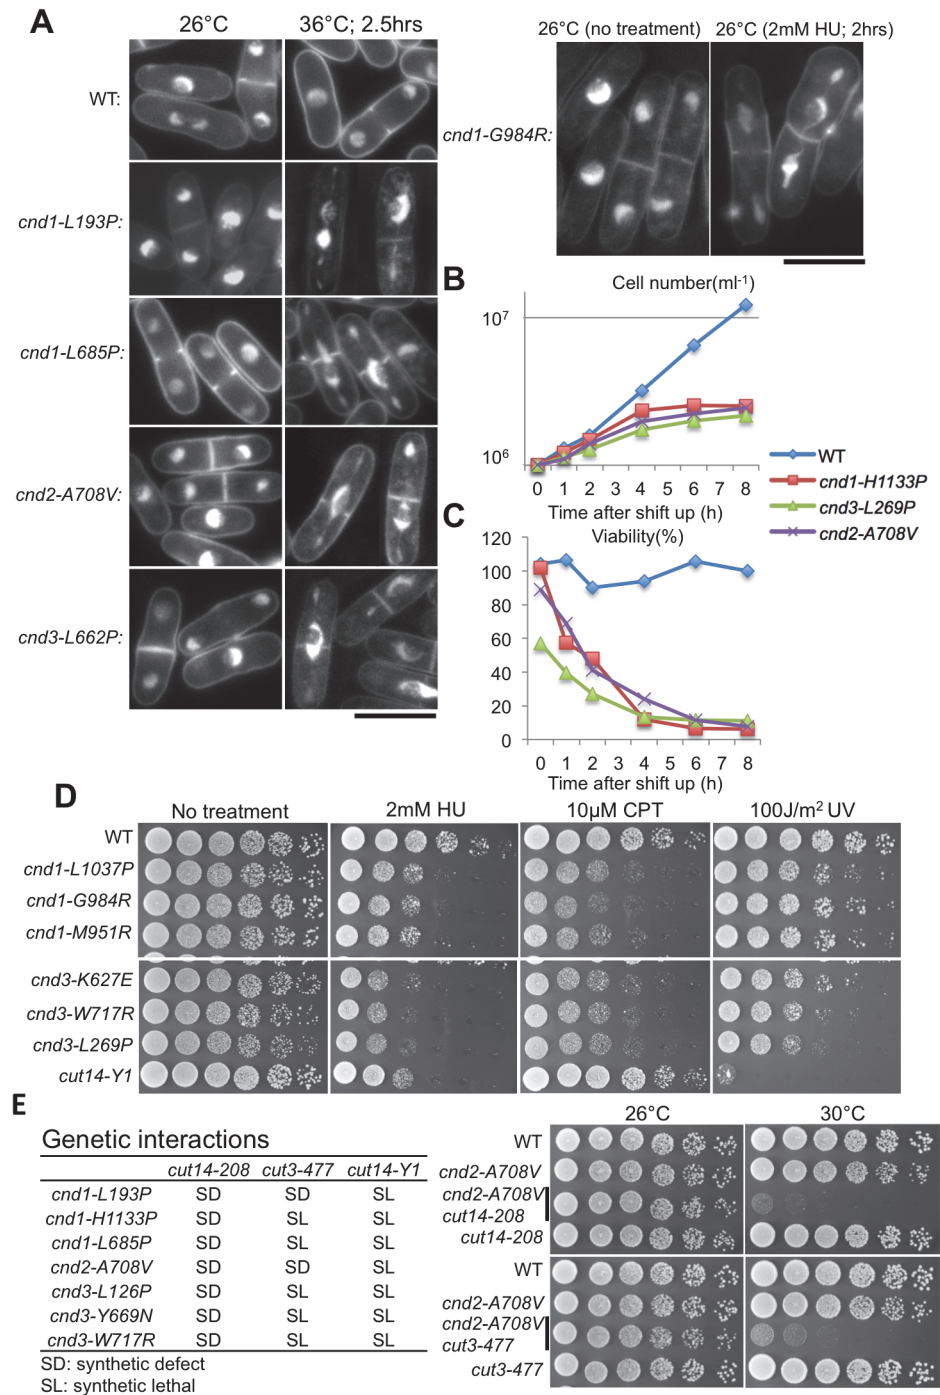 A
26°C 36°C; 2.5hrs
WT:
cnd1-L193P:
cnd1-L685P:
cnd2-A708V:
cnd3-L662P:
26°C (no treatment) 26°C (2mM HU; 2hrs)
cnd1-G984R:
B
Cell number(ml-1)
10⁷
10⁶
0 1 2 3 4 5 6 7 8
Time after shift up (h)
WT
cnd1-H1133P
cnd3-L269P
cnd2-A708V
C
Viability(%)
120
100
80
60
40
20
0
0 1 2 3 4 5 6 7 8
Time after shift up (h)
D
No treatment 2mM HU 10µM CPT 100J/m² UV
WT
cnd1-L1037P
cnd1-G984R
cnd1-M951R
cnd3-K627E
cnd3-W717R
cnd3-L269P
cut14-Y1
E
Genetic interactions
cut14-208 cut3-477 cut14-Y1
cnd1-L193P SD SD SL
cnd1-H1133P SD SL SL
cnd1-L685P SD SL SL
cnd2-A708V SD SD SL
cnd3-L126P SD SL SL
cnd3-Y669N SD SL SL
cnd3-W717R SD SL SL
SD: synthetic defect
SL: synthetic lethal
26°C 30°C
WT
cnd2-A708V
cnd2-A708V
cut14-208
cut14-208
WT
cnd2-A708V
cnd2-A708V
cut3-477
cut3-477